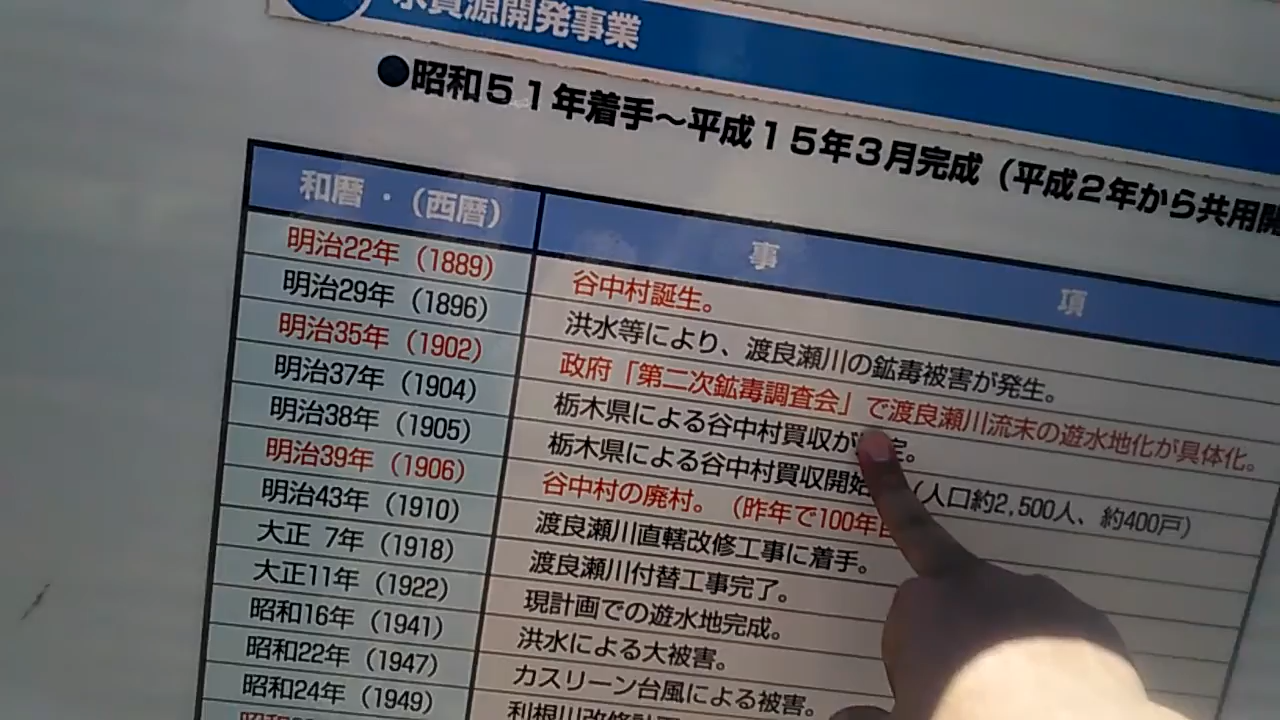 水資源開発事業
●昭和51年着手~平成15年3月完成(平成2年から共用開
和暦・(西暦) 事 項
明治22年(1889) 谷中村誕生。
明治29年(1896) 洪水等により、渡良瀬川の鉱毒被害が発生。
明治35年(1902) 政府「第二次鉱毒調査会」で渡良瀬川流末の遊水地化が具体化。
明治37年(1904) 栃木県による谷中村買収が 定。
明治38年(1905) 栃木県による谷中村買収開始 (人口約2,500人、約400戸)
明治39年(1906) 谷中村の廃村。(昨年で100年目
明治43年(1910) 渡良瀬川直轄改修工事に着手。
大正 7年(1918) 渡良瀬川付替工事完了。
大正11年(1922) 現計画での遊水地完成。
昭和16年(1941) 洪水による大被害。
昭和22年(1947) カスリーン台風による被害。
昭和24年(1949) 利根川改修計画